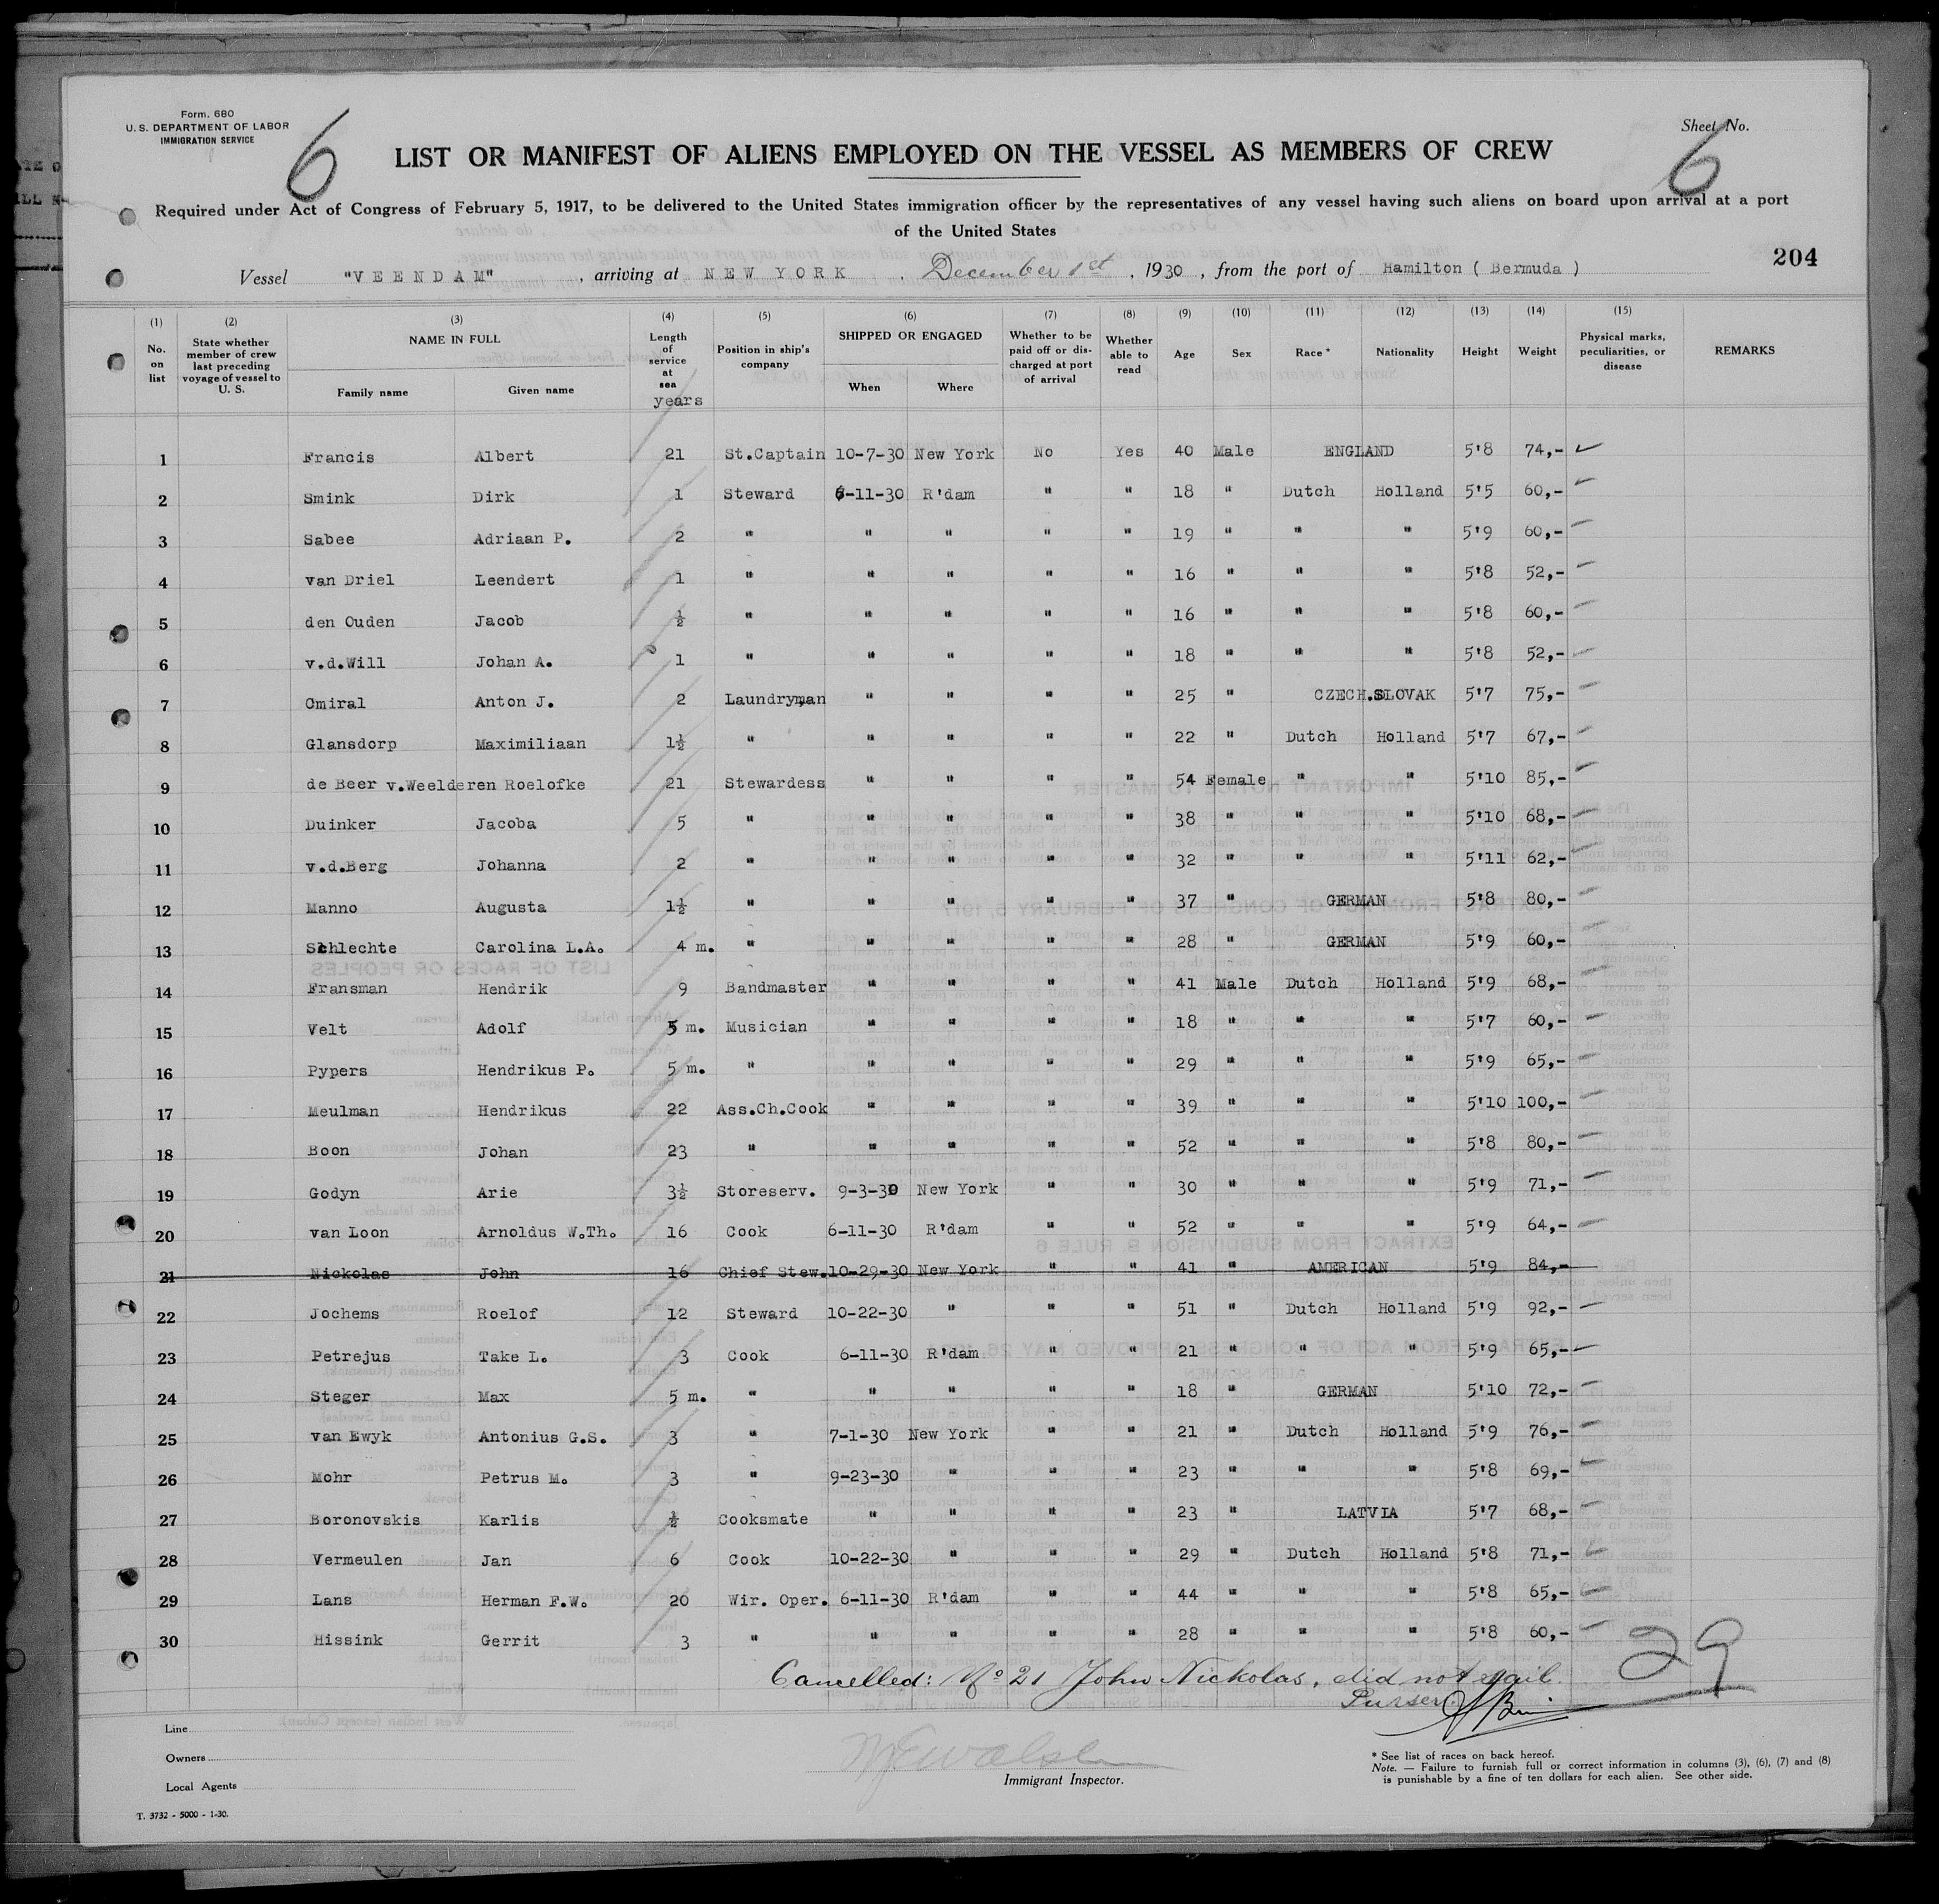 Form. 680
U. S. DEPARTMENT OF LABOR
IMMIGRATION SERVICE
6
Sheet No.
6
LIST OR MANIFEST OF ALIENS EMPLOYED ON THE VESSEL AS MEMBERS OF CREW
Required under Act of Congress of February 5, 1917, to be delivered to the United States immigration officer by the representatives of any vessel having such aliens on board upon arrival at a port
of the United States
204
Vessel "VEENDAM", arriving at NEW YORK, December 1st, 1930, from the port of Hamilton ( Bermuda )
(1) No. on list
(2) State whether member of crew last preceding voyage of vessel to U. S.
(3) NAME IN FULL Family name Given name
(4) Length of service at sea years
(5) Position in ship's company
(6) SHIPPED OR ENGAGED When Where
(7) Whether to be paid off or discharged at port of arrival
(8) Whether able to read
(9) Age
(10) Sex
(11) Race *
(12) Nationality
(13) Height
(14) Weight
(15) Physical marks, peculiarities, or disease
REMARKS
1 Francis Albert 21 St.Captain 10-7-30 New York No Yes 40 Male ENGLAND 5'8 74,-
2 Smink Dirk 1 Steward 6-11-30 R'dam " " 18 " Dutch Holland 5'5 60,-
3 Sabee Adriaan P. 2 " " " " " 19 " " " 5'9 60,-
4 van Driel Leendert 1 " " " " " 16 " " " 5'8 52,-
5 den Ouden Jacob ½ " " " " " 16 " " " 5'8 60,-
6 v.d.Will Johan A. 1 " " " " " 18 " " " 5'8 52,-
7 Cmiral Anton J. 2 Laundryman " " " " 25 " CZECH.SLOVAK 5'7 75,-
8 Glansdorp Maximiliaan 1½ " " " " " 22 " Dutch Holland 5'7 67,-
9 de Beer v.Weelderen Roelofke 21 Stewardess " " " " 54 Female " " 5'10 85,-
10 Duinker Jacoba 5 " " " " " 38 " " " 5'10 68,-
11 v.d.Berg Johanna 2 " " " " " 32 " " " 5'11 62,-
12 Manno Augusta 1½ " " " " " 37 " GERMAN 5'8 80,-
13 Schlechte Carolina L.A. 4 m. " " " " " 28 " GERMAN 5'9 60,-
14 Fransman Hendrik 9 Bandmaster " " " " 41 Male Dutch Holland 5'9 68,-
15 Velt Adolf 5 m. Musician " " " " 18 " " " 5'7 60,-
16 Pypers Hendrikus P. 5 m. " " " " " 29 " " " 5'9 65,-
17 Meulman Hendrikus 22 Ass.Ch.Cook " " " " 39 " " " 5'10 100,-
18 Boon Johan 23 " " " " " 52 " " " 5'8 80,-
19 Godyn Arie 3½ Storeserv. 9-3-30 New York " " 30 " " " 5'9 71,-
20 van Loon Arnoldus W.Th. 16 Cook 6-11-30 R'dam " " 52 " " " 5'9 64,-
21 Nickolas John 16 Chief Stew. 10-29-30 New York " " 41 " AMERICAN 5'9 84,-
22 Jochems Roelof 12 Steward 10-22-30 " " " 51 " Dutch Holland 5'9 92,-
23 Petrejus Take L. 3 Cook 6-11-30 R'dam " " 21 " " " 5'9 65,-
24 Steger Max 5 m. " " " " " 18 " GERMAN 5'10 72,-
25 van Ewyk Antonius G.S. 3 " 7-1-30 New York " " 21 " Dutch Holland 5'9 76,-
26 Mohr Petrus M. 3 " 9-23-30 " " " 23 " " " 5'8 69,-
27 Boronovskis Karlis ½ Cooksmate " " " " 23 " LATVIA 5'7 68,-
28 Vermeulen Jan 6 Cook 10-22-30 " " " 29 " Dutch Holland 5'8 71,-
29 Lans Herman F.W. 20 Wir. Oper. 6-11-30 R'dam " " 44 " " " 5'8 65,-
30 Hissink Gerrit 3 " " " " " 28 " " " 5'8 60,-
29
Cancelled: No 21 John Nickolas, did not sail.
Purser
Line
Owners
Local Agents
Immigrant Inspector.
* See list of races on back hereof.
Note. — Failure to furnish full or correct information in columns (3), (6), (7) and (8)
is punishable by a fine of ten dollars for each alien. See other side.
T. 3732 - 5000 - 1-30.